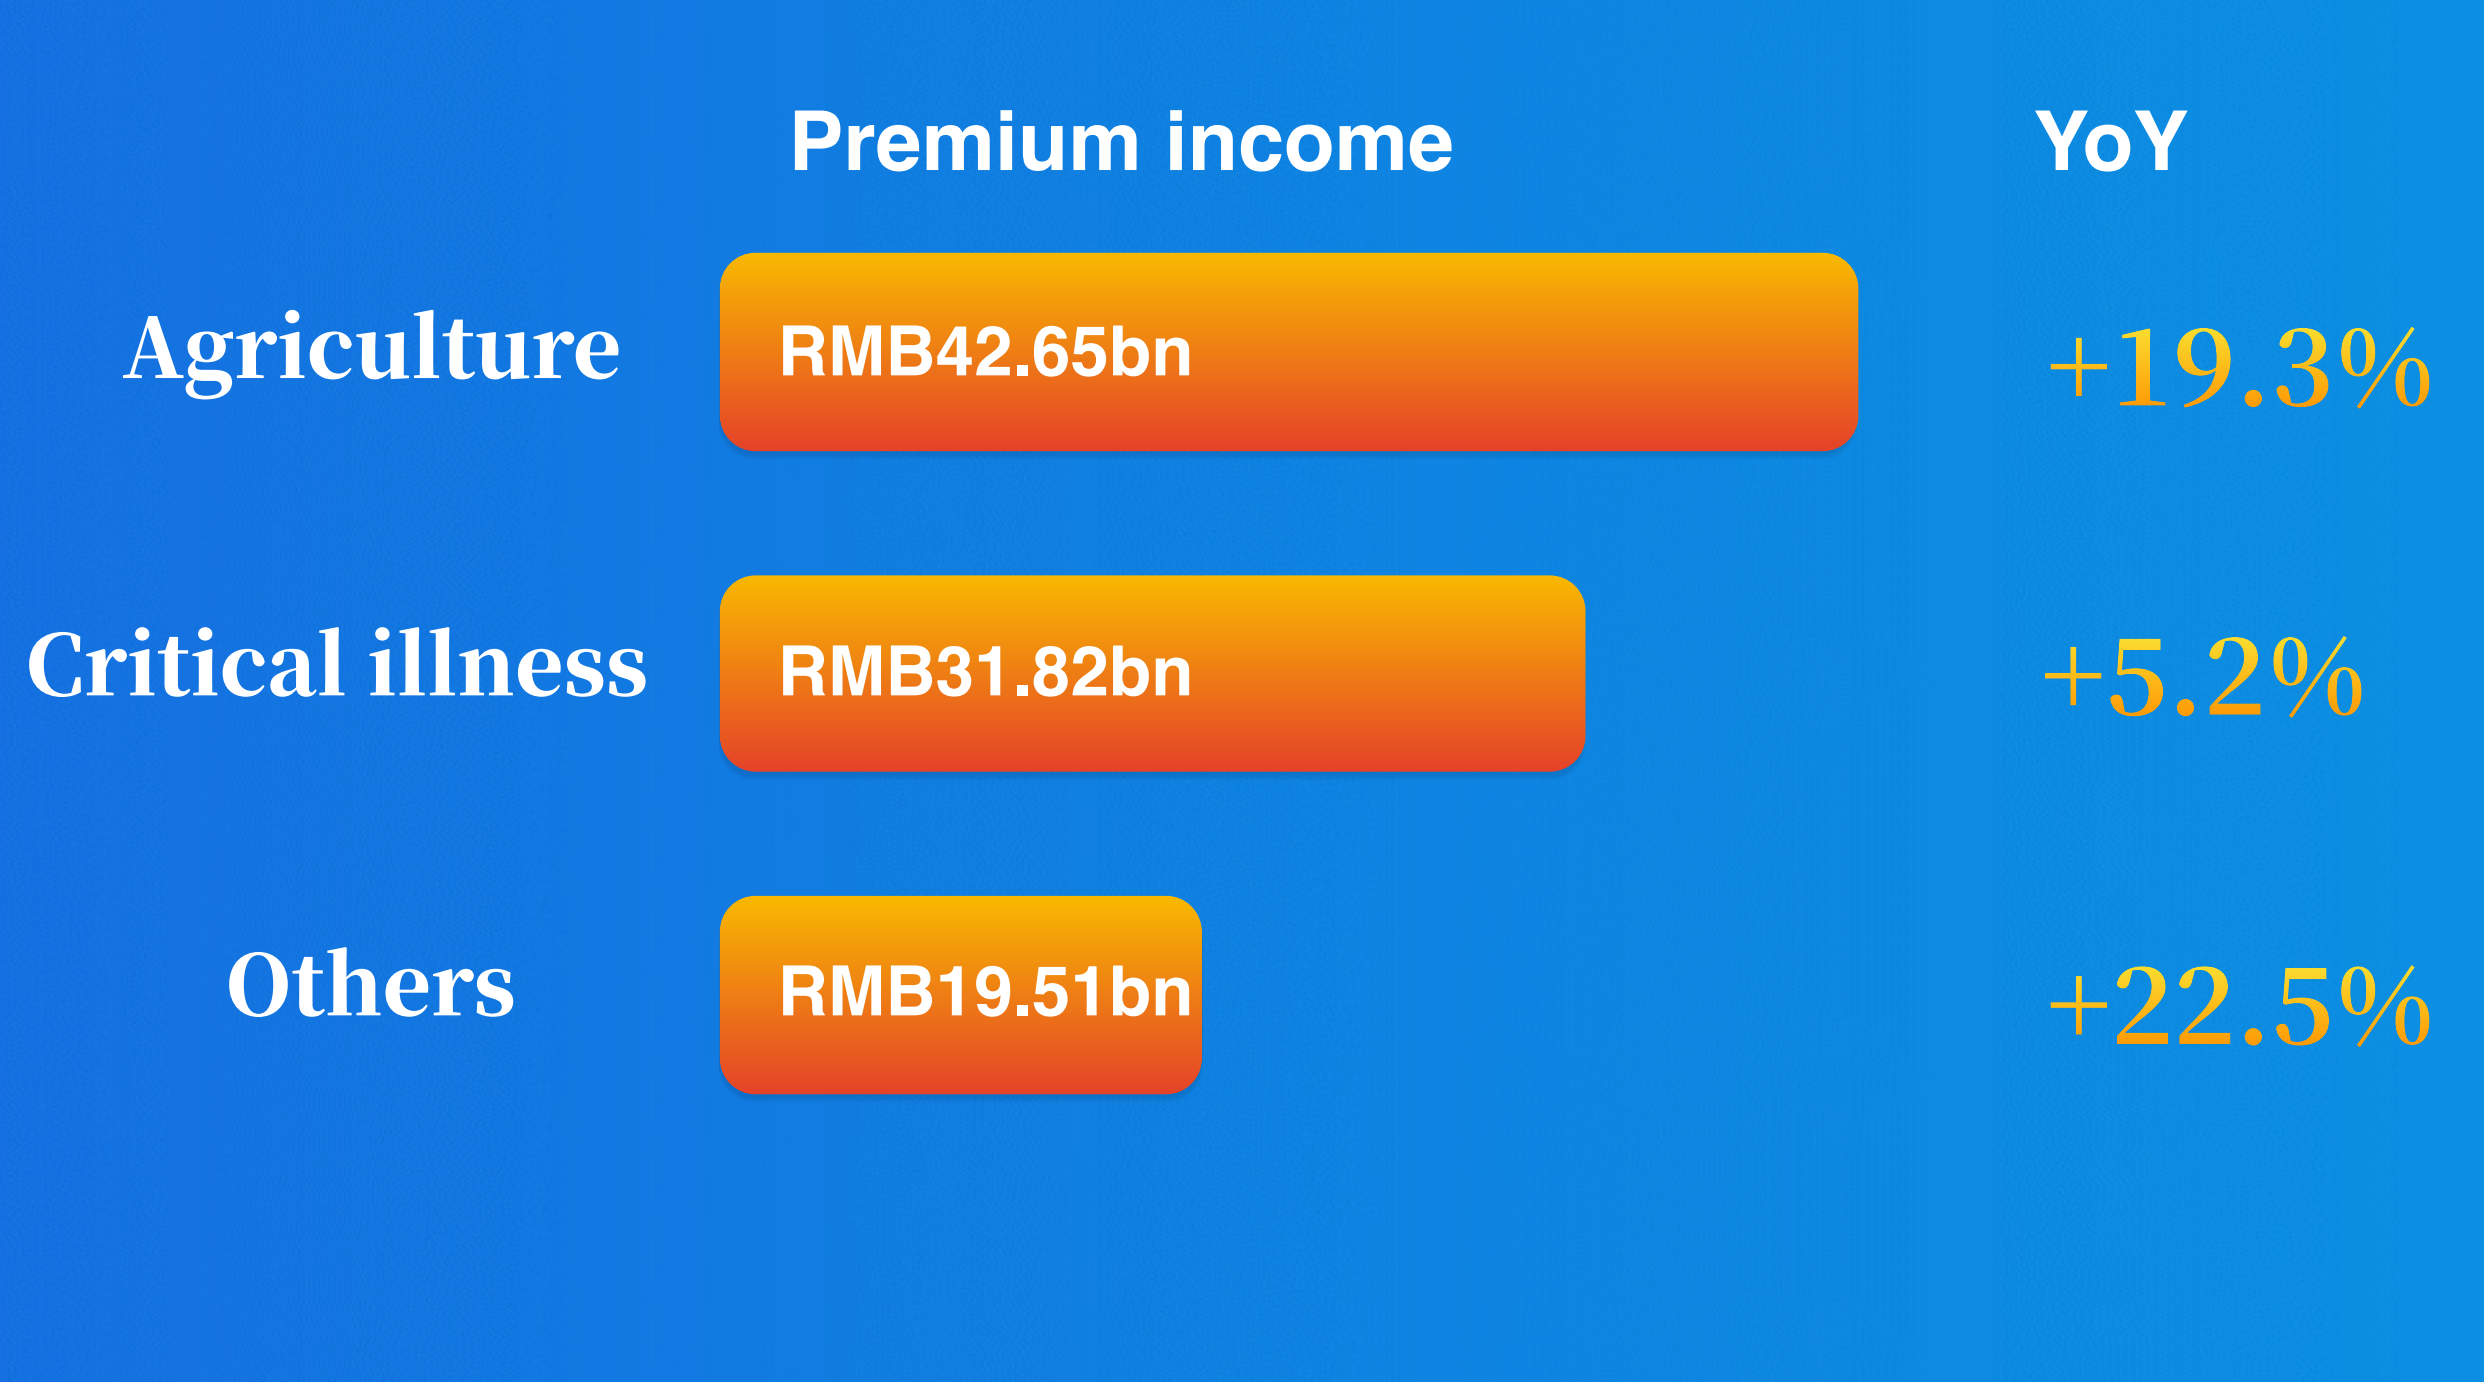 Premium income YoY
Agriculture RMB42.65bn +19.3%
Critical illness RMB31.82bn +5.2%
Others RMB19.51bn +22.5%